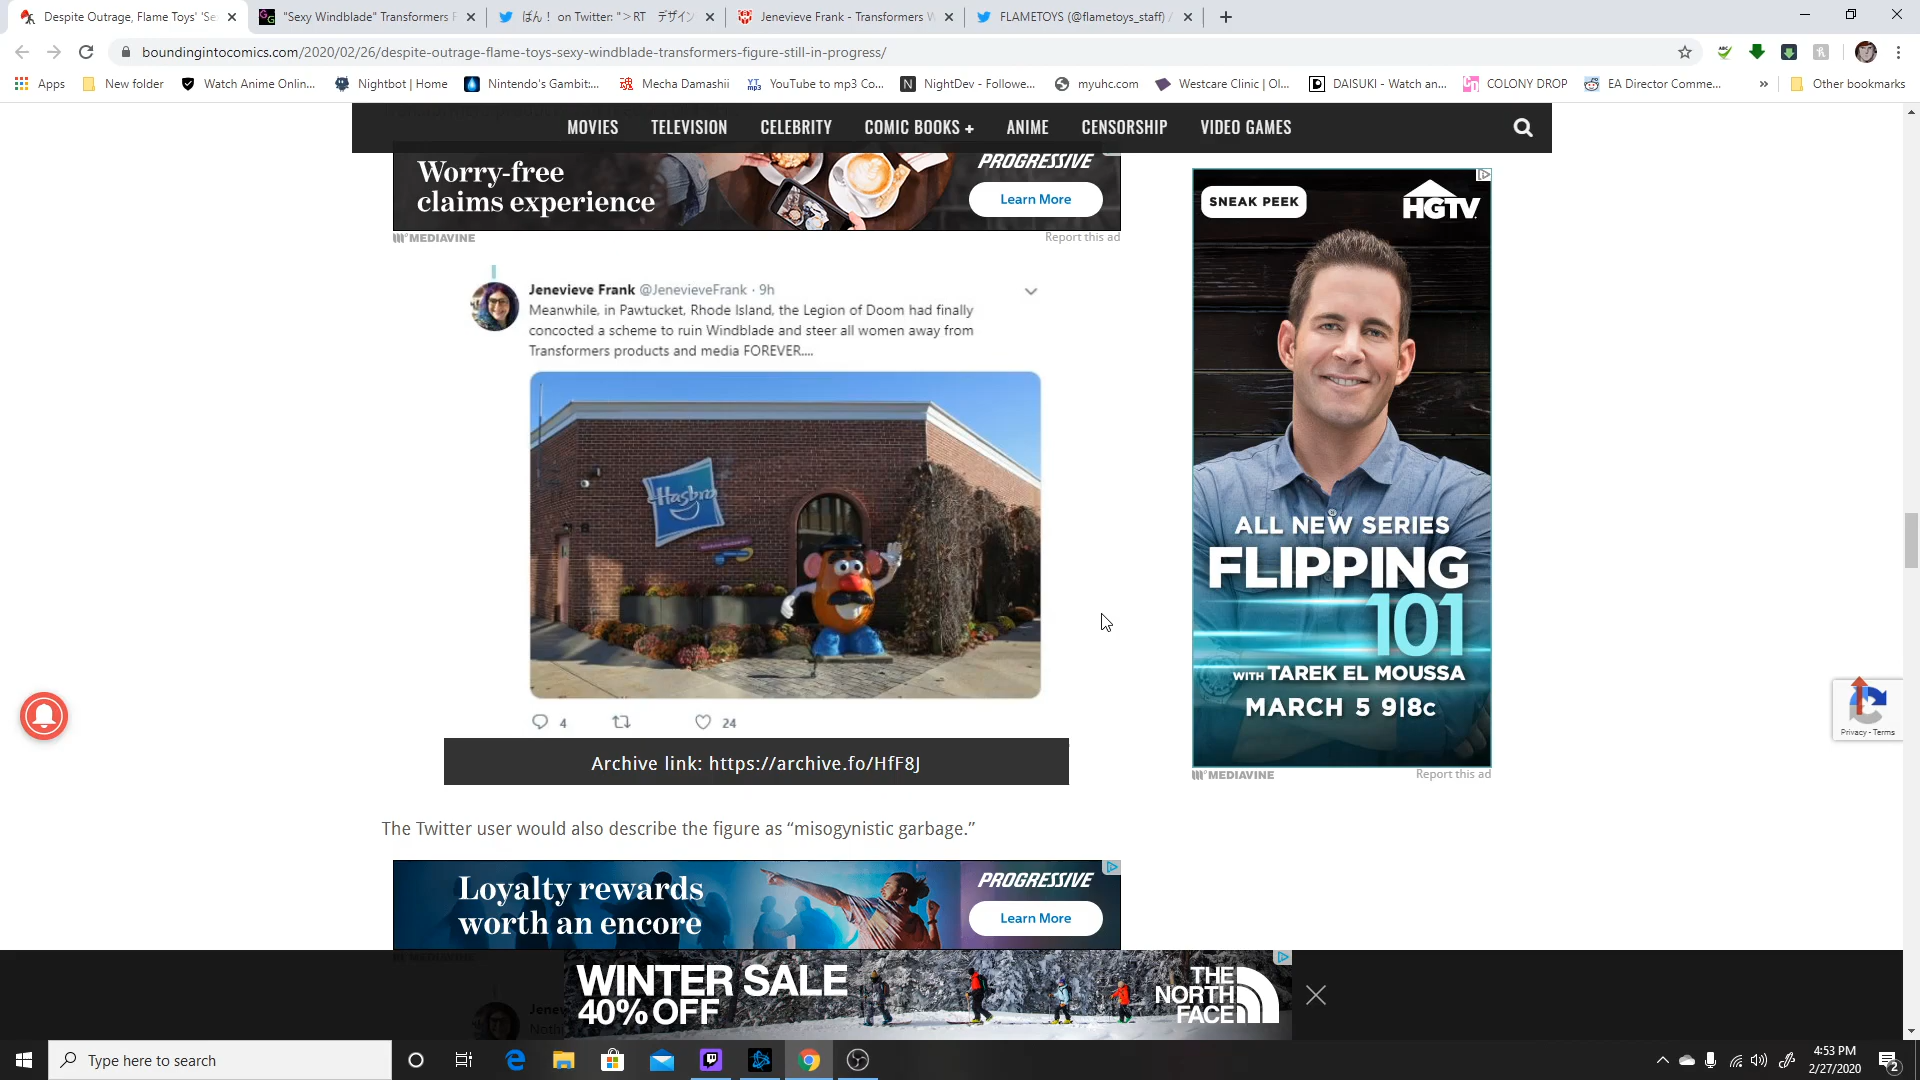 Despite Outrage, Flame Toys' 'Se
"Sexy Windblade" Transformers F
ばん！ on Twitter: "＞RT　デザイン
Jenevieve Frank - Transformers W
FLAMETOYS (@flametoys_staff) /
boundingintocomics.com/2020/02/26/despite-outrage-flame-toys-sexy-windblade-transformers-figure-still-in-progress/
Apps
New folder
Watch Anime Onlin...
Nightbot | Home
Nintendo's Gambit:...
Mecha Damashii
YouTube to mp3 Co...
NightDev - Followe...
myuhc.com
Westcare Clinic | Ol...
DAISUKI - Watch an...
COLONY DROP
EA Director Comme...
»
Other bookmarks
MOVIES TELEVISION CELEBRITY COMIC BOOKS + ANIME CENSORSHIP VIDEO GAMES
Worry-free
claims experience
PROGRESSIVE
Learn More
MEDIAVINE
Report this ad
Jenevieve Frank @JenevieveFrank · 9h
Meanwhile, in Pawtucket, Rhode Island, the Legion of Doom had finally
concocted a scheme to ruin Windblade and steer all women away from
Transformers products and media FOREVER....
Hasbro
4
24
Archive link: https://archive.fo/HfF8J
The Twitter user would also describe the figure as “misogynistic garbage.”
SNEAK PEEK
HGTV
ALL NEW SERIES
FLIPPING
101
WITH TAREK EL MOUSSA
MARCH 5 9|8c
MEDIAVINE
Report this ad
Privacy - Terms
Loyalty rewards
worth an encore
PROGRESSIVE
Learn More
MEDIAVINE
Jene
Noth
WINTER SALE
40% OFF
THE
NORTH
FACE
Type here to search
4:53 PM
2/27/2020
2